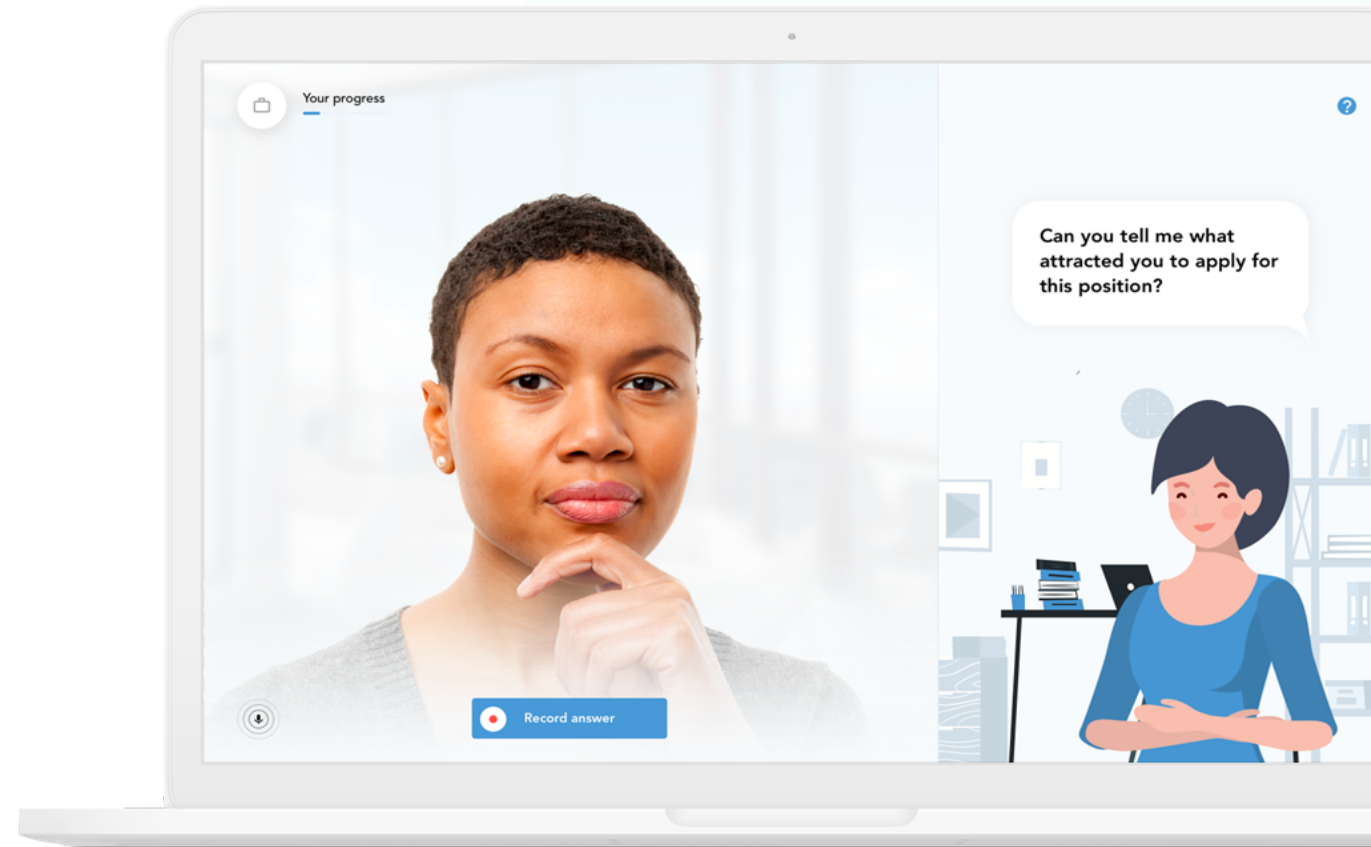 Your progress
?
Can you tell me what
attracted you to apply for
this position?
Record answer